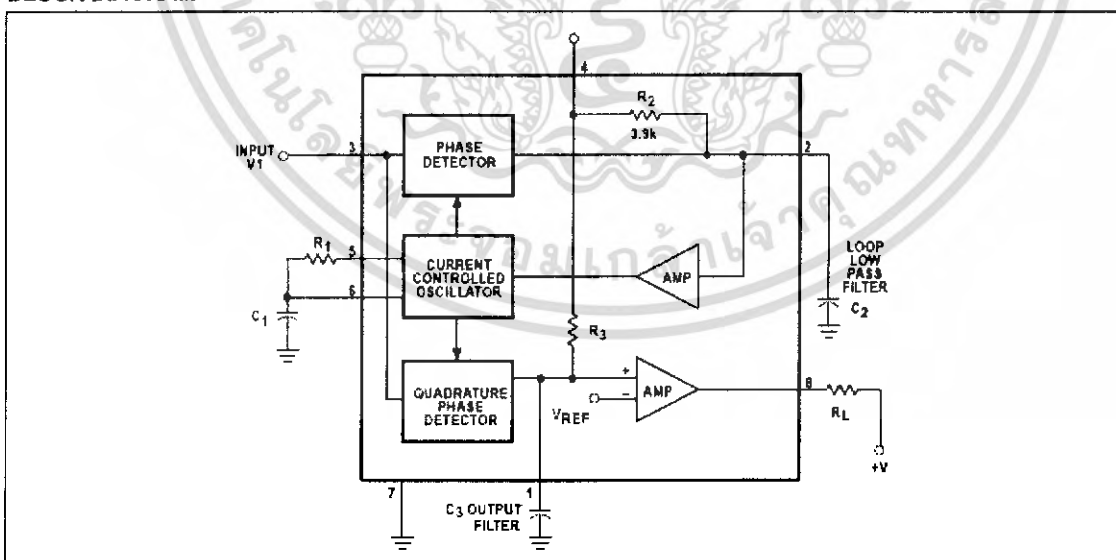 4
R2
3.9k
INPUT
V1
3
PHASE
DETECTOR
2
R1
5
CURRENT
CONTROLLED
OSCILLATOR
6
AMP
LOOP
LOW
PASS
FILTER
C2
C1
R3
QUADRATURE
PHASE
DETECTOR
+
−
AMP
VREF
8
RL
+V
7
1
C3 OUTPUT
FILTER